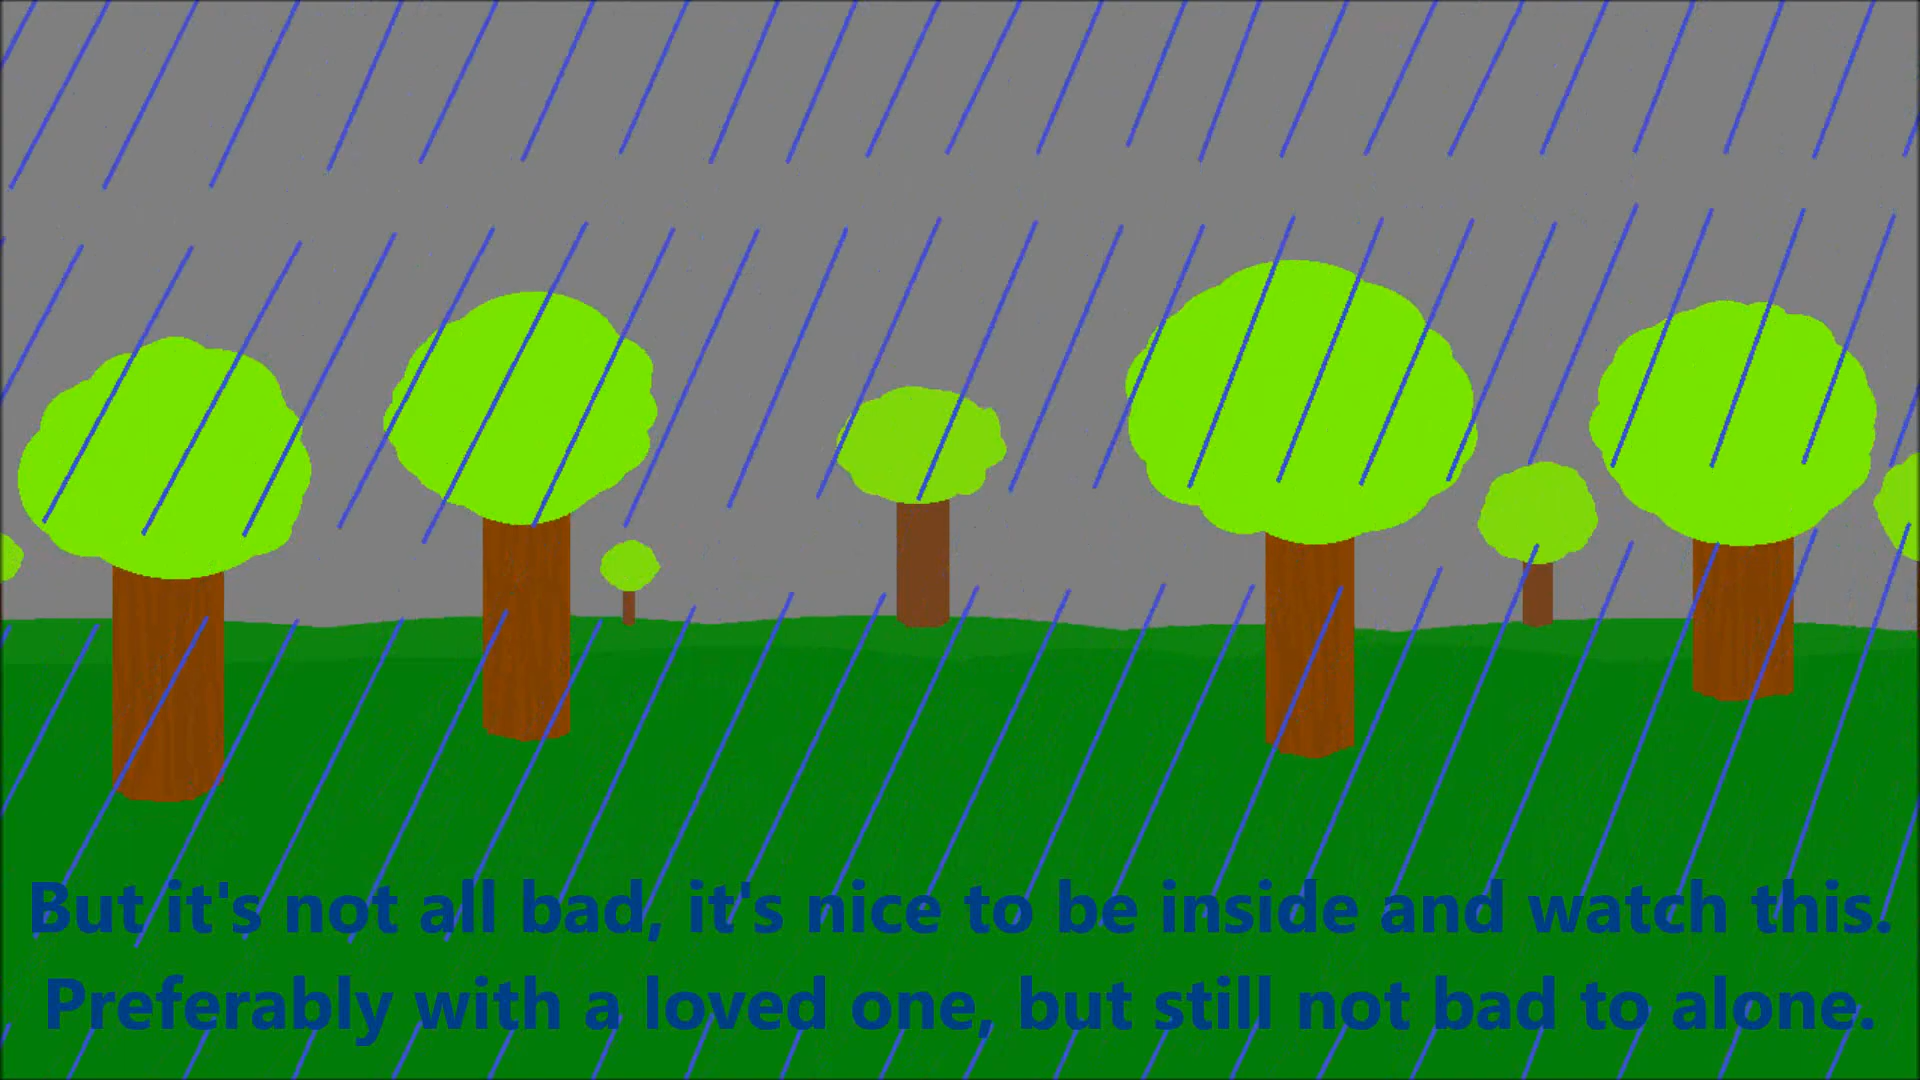 But it's not all bad, it's nice to be inside and watch this.
Preferably with a loved one, but still not bad to alone.